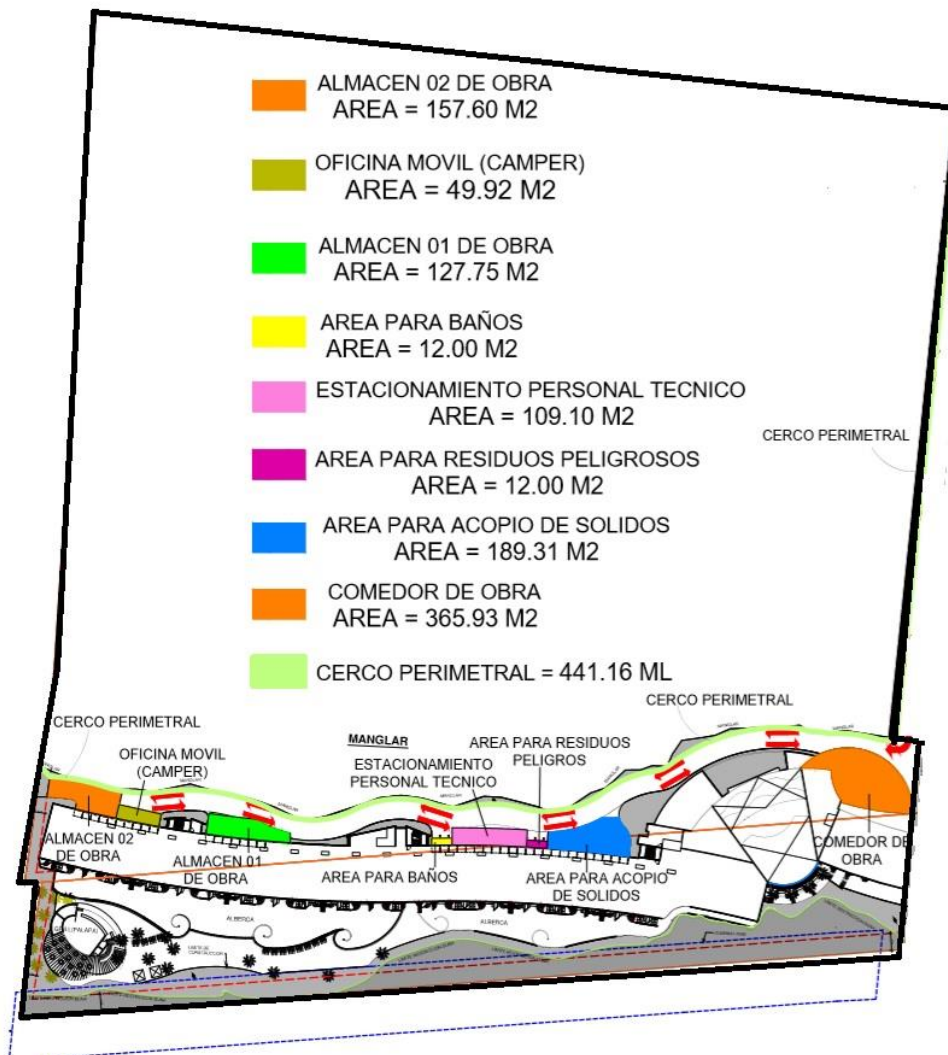 ALMACEN 02 DE OBRA
AREA = 157.60 M2
OFICINA MOVIL (CAMPER)
AREA = 49.92 M2
ALMACEN 01 DE OBRA
AREA = 127.75 M2
AREA PARA BAÑOS
AREA = 12.00 M2
ESTACIONAMIENTO PERSONAL TECNICO
AREA = 109.10 M2
AREA PARA RESIDUOS PELIGROSOS
AREA = 12.00 M2
AREA PARA ACOPIO DE SOLIDOS
AREA = 189.31 M2
COMEDOR DE OBRA
AREA = 365.93 M2
CERCO PERIMETRAL = 441.16 ML
CERCO PERIMETRAL
CERCO PERIMETRAL
CERCO PERIMETRAL
OFICINA MOVIL
(CAMPER)
MANGLAR
ESTACIONAMIENTO
PERSONAL TECNICO
AREA PARA RESIDUOS
PELIGROS
ALMACEN 02
DE OBRA
ALMACEN 01
DE OBRA
AREA PARA BAÑOS
AREA PARA ACOPIO
DE SOLIDOS
COMEDOR DE
OBRA
ALBERCA
ALBERCA